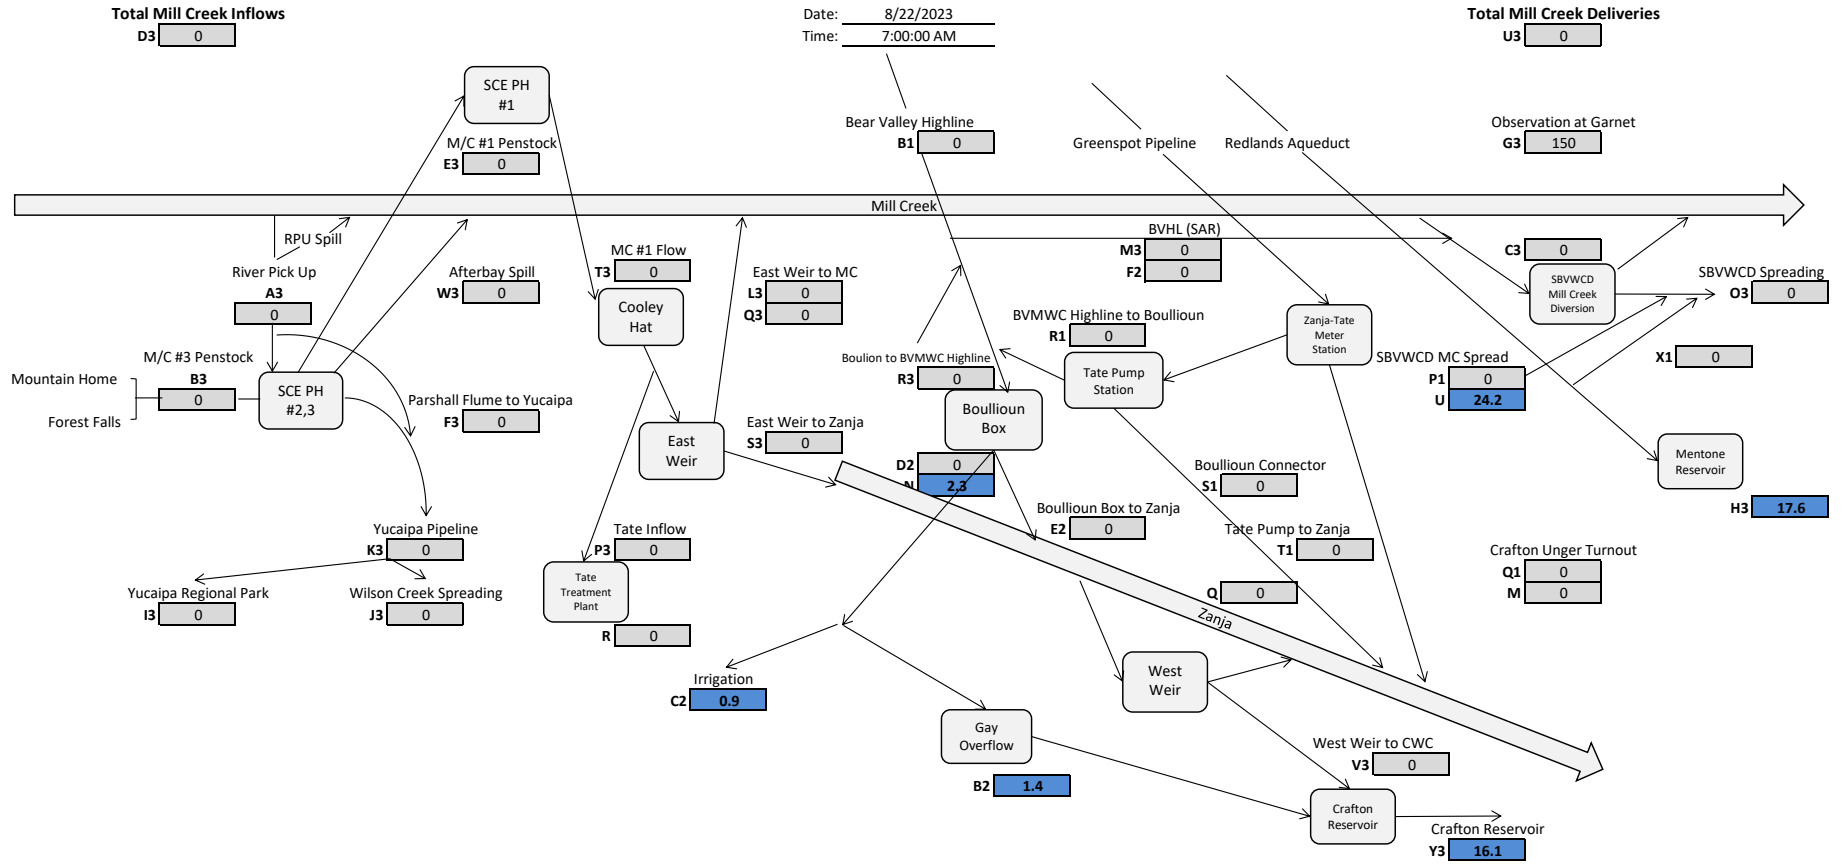 Total Mill Creek Inflows
D3 0
Date: 8/22/2023
Time: 7:00:00 AM
Total Mill Creek Deliveries
U3 0
SCE PH
#1
M/C #1 Penstock
E3 0
Bear Valley Highline
B1 0
Greenspot Pipeline
Redlands Aqueduct
Observation at Garnet
G3 150
Mill Creek
RPU Spill
River Pick Up
A3
0
Afterbay Spill
W3 0
MC #1 Flow
T3 0
Cooley
Hat
East Weir to MC
L3 0
Q3 0
BVHL (SAR)
M3 0
F2 0
C3 0
SBVWCD
Mill Creek
Diversion
SBVWCD Spreading
O3 0
M/C #3 Penstock
B3
0
Mountain Home
Forest Falls
SCE PH
#2,3
Parshall Flume to Yucaipa
F3 0
Boulion to BVMWC Highline
R3 0
BVMWC Highline to Boullioun
R1 0
Tate Pump
Station
Zanja-Tate
Meter
Station
SBVWCD MC Spread
P1 0
U 24.2
X1 0
Boullioun
Box
East
Weir
East Weir to Zanja
S3 0
D2 0
N 2.3
Boullioun Connector
S1 0
Mentone
Reservoir
H3 17.6
Boullioun Box to Zanja
E2 0
Yucaipa Pipeline
K3 0
Tate Inflow
P3 0
Tate Pump to Zanja
T1 0
Crafton Unger Turnout
Q1 0
M 0
Yucaipa Regional Park
I3 0
Wilson Creek Spreading
J3 0
Tate
Treatment
Plant
R 0
Q 0
Zanja
Irrigation
C2 0.9
West
Weir
Gay
Overflow
B2 1.4
West Weir to CWC
V3 0
Crafton
Reservoir
Crafton Reservoir
Y3 16.1